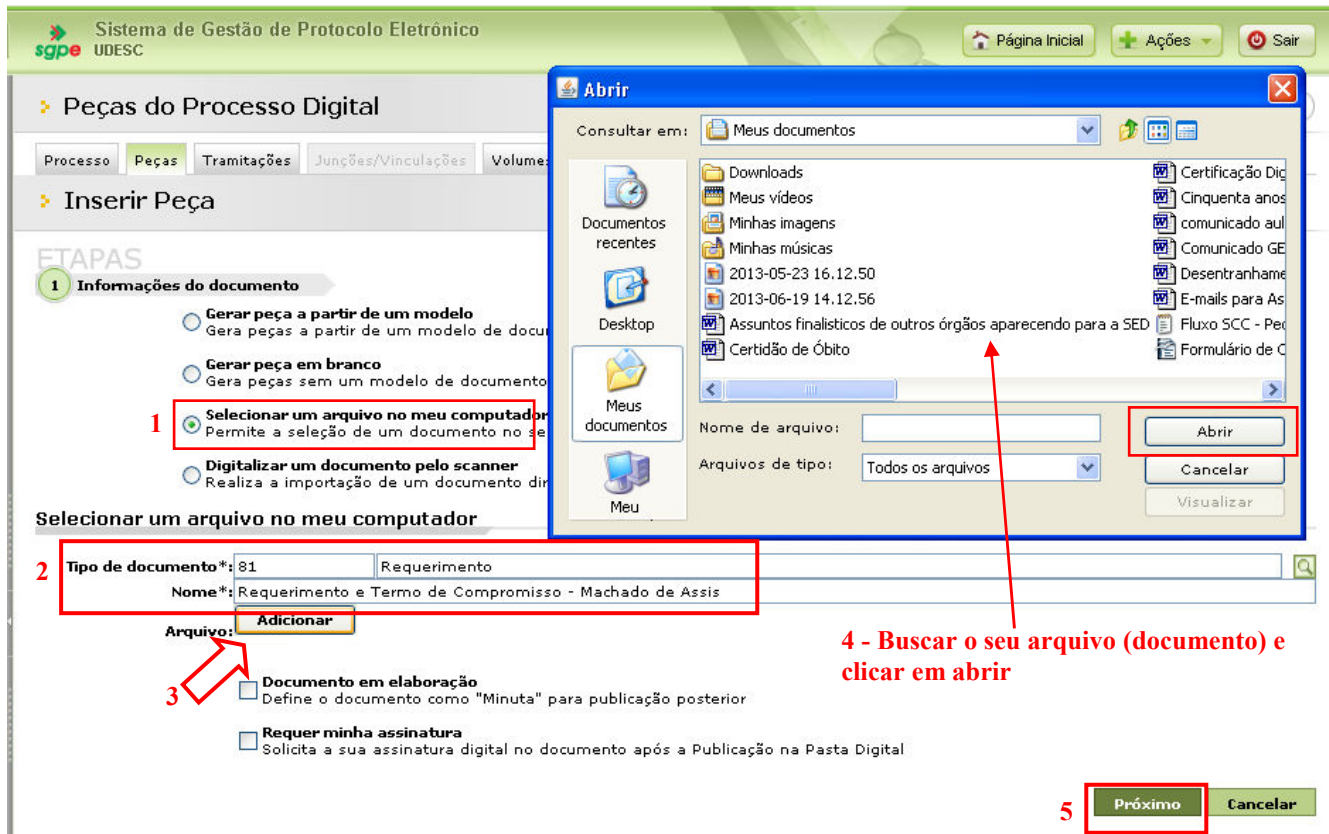 Sistema de Gestão de Protocolo Eletrônico
sgpe UDESC
Página Inicial
Ações
Sair
Peças do Processo Digital
Processo Peças Tramitações Junções/Vinculações Volume
Inserir Peça
ETAPAS
1 Informações do documento
Gerar peça a partir de um modelo
Gera peças a partir de um modelo de docu
Gerar peça em branco
Gera peças sem um modelo de documento
1
Selecionar um arquivo no meu computador
Permite a seleção de um documento no se
Digitalizar um documento pelo scanner
Realiza a importação de um documento dir
Abrir
Consultar em: Meus documentos
Documentos recentes
Desktop
Meus documentos
Meu
Downloads
Meus vídeos
Minhas imagens
Minhas músicas
2013-05-23 16.12.50
2013-06-19 14.12.56
Assuntos finalisticos de outros órgãos aparecendo para a SED
Certidão de Óbito
Certificação Dig
Cinquenta anos
comunicado aul
Comunicado GE
Desentranhame
E-mails para As
Fluxo SCC - Pec
Formulário de C
Nome de arquivo:
Abrir
Arquivos de tipo: Todos os arquivos
Cancelar
Visualizar
Selecionar um arquivo no meu computador
2
Tipo de documento*: 81 Requerimento
Nome*: Requerimento e Termo de Compromisso - Machado de Assis
Arquivo: Adicionar
3
4 - Buscar o seu arquivo (documento) e
clicar em abrir
Documento em elaboração
Define o documento como "Minuta" para publicação posterior
Requer minha assinatura
Solicita a sua assinatura digital no documento após a Publicação na Pasta Digital
5
Próximo
Cancelar